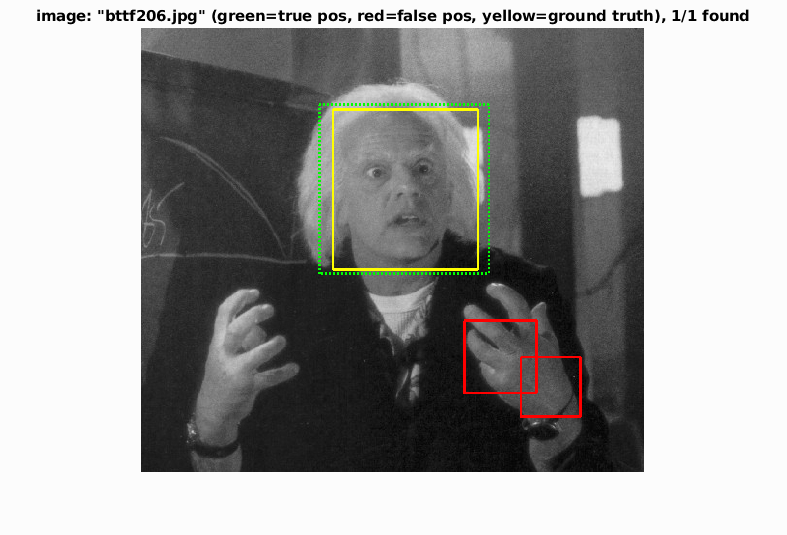 image: "bttf206.jpg" (green=true pos, red=false pos, yellow=ground truth), 1/1 found